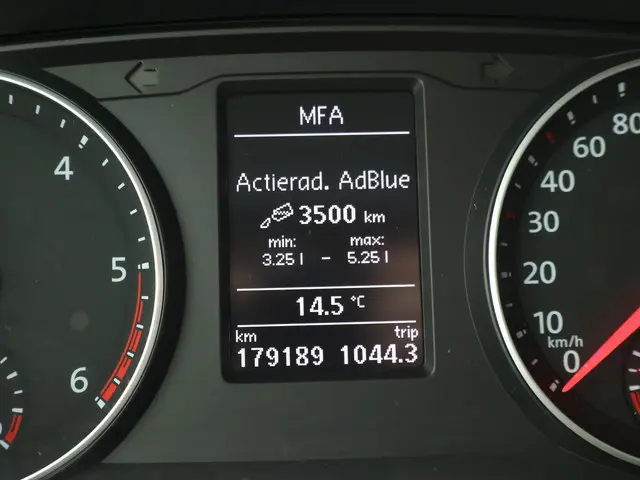 MFA
Actierad. AdBlue
3500 km
min: max:
3.25 l - 5.25 l
14.5 °C
km trip
179189 1044.3
4
5
6
80
60
40
30
20
10
km/h
0